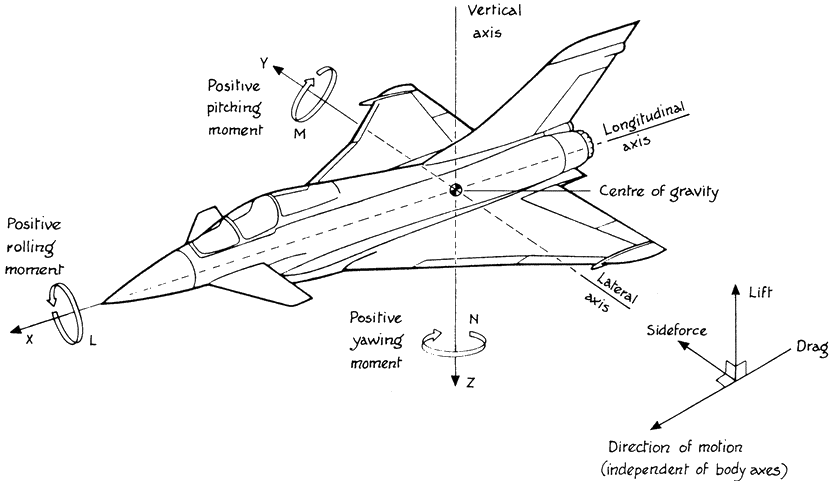 Vertical
axis
Y
Positive
pitching
moment
M
Longitudinal
axis
Centre of gravity
Positive
rolling
moment
X
L
Lateral
axis
Positive
yawing
moment
N
Z
Lift
Sideforce
Drag
Direction of motion
(independent of body axes)